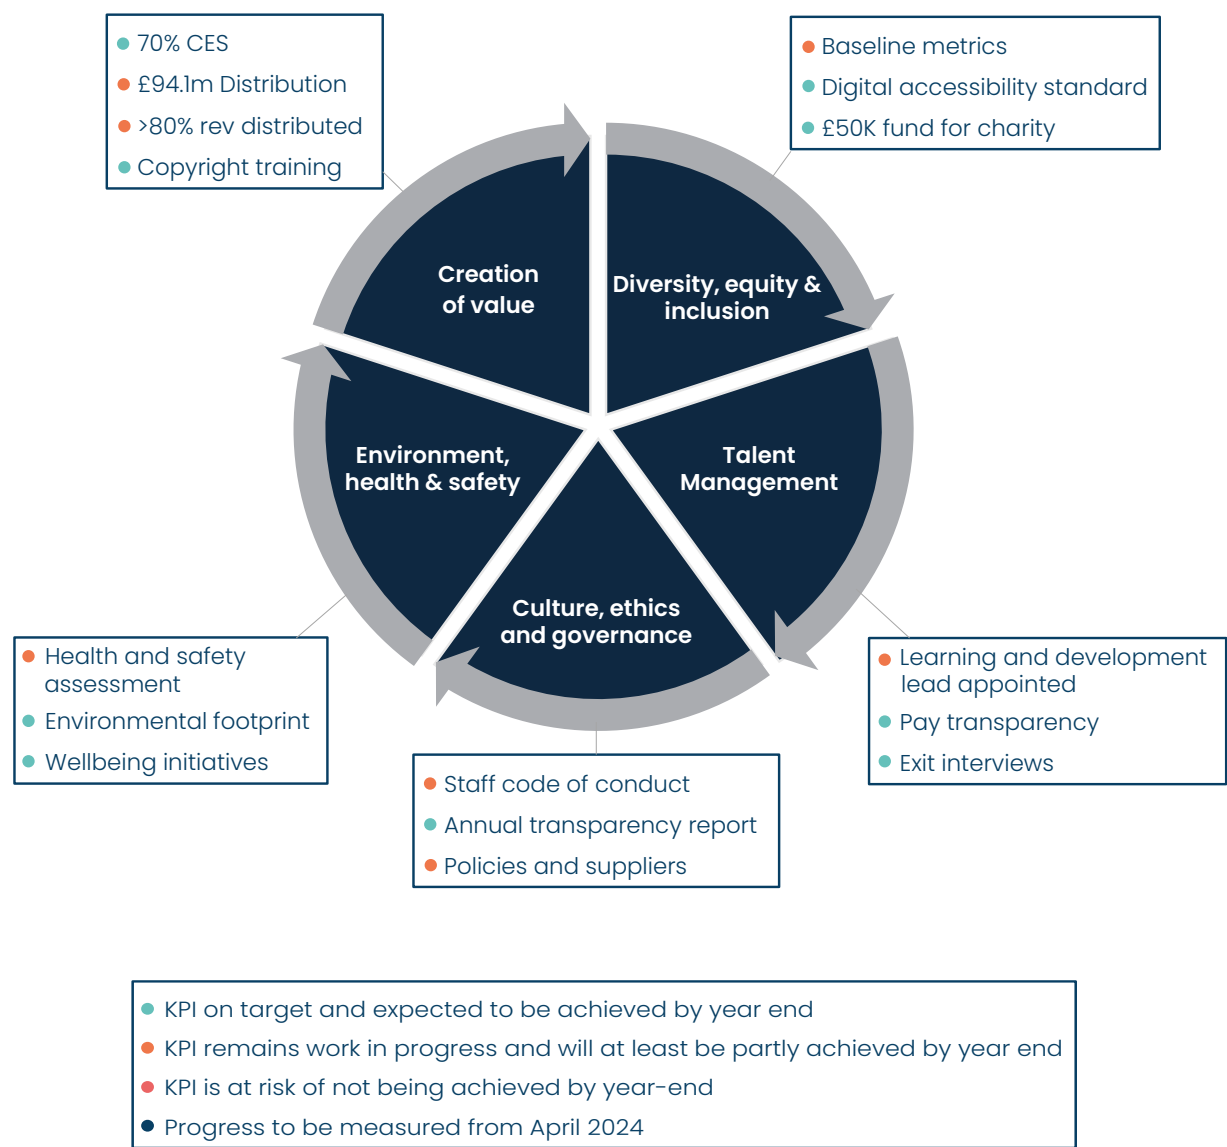 70% CES
£94.1m Distribution
>80% rev distributed
Copyright training
Baseline metrics
Digital accessibility standard
£50K fund for charity
Creation
of value
Diversity, equity &
inclusion
Environment,
health & safety
Talent
Management
Culture, ethics
and governance
Health and safety
assessment
Environmental footprint
Wellbeing initiatives
Learning and development
lead appointed
Pay transparency
Exit interviews
Staff code of conduct
Annual transparency report
Policies and suppliers
KPI on target and expected to be achieved by year end
KPI remains work in progress and will at least be partly achieved by year end
KPI is at risk of not being achieved by year-end
Progress to be measured from April 2024